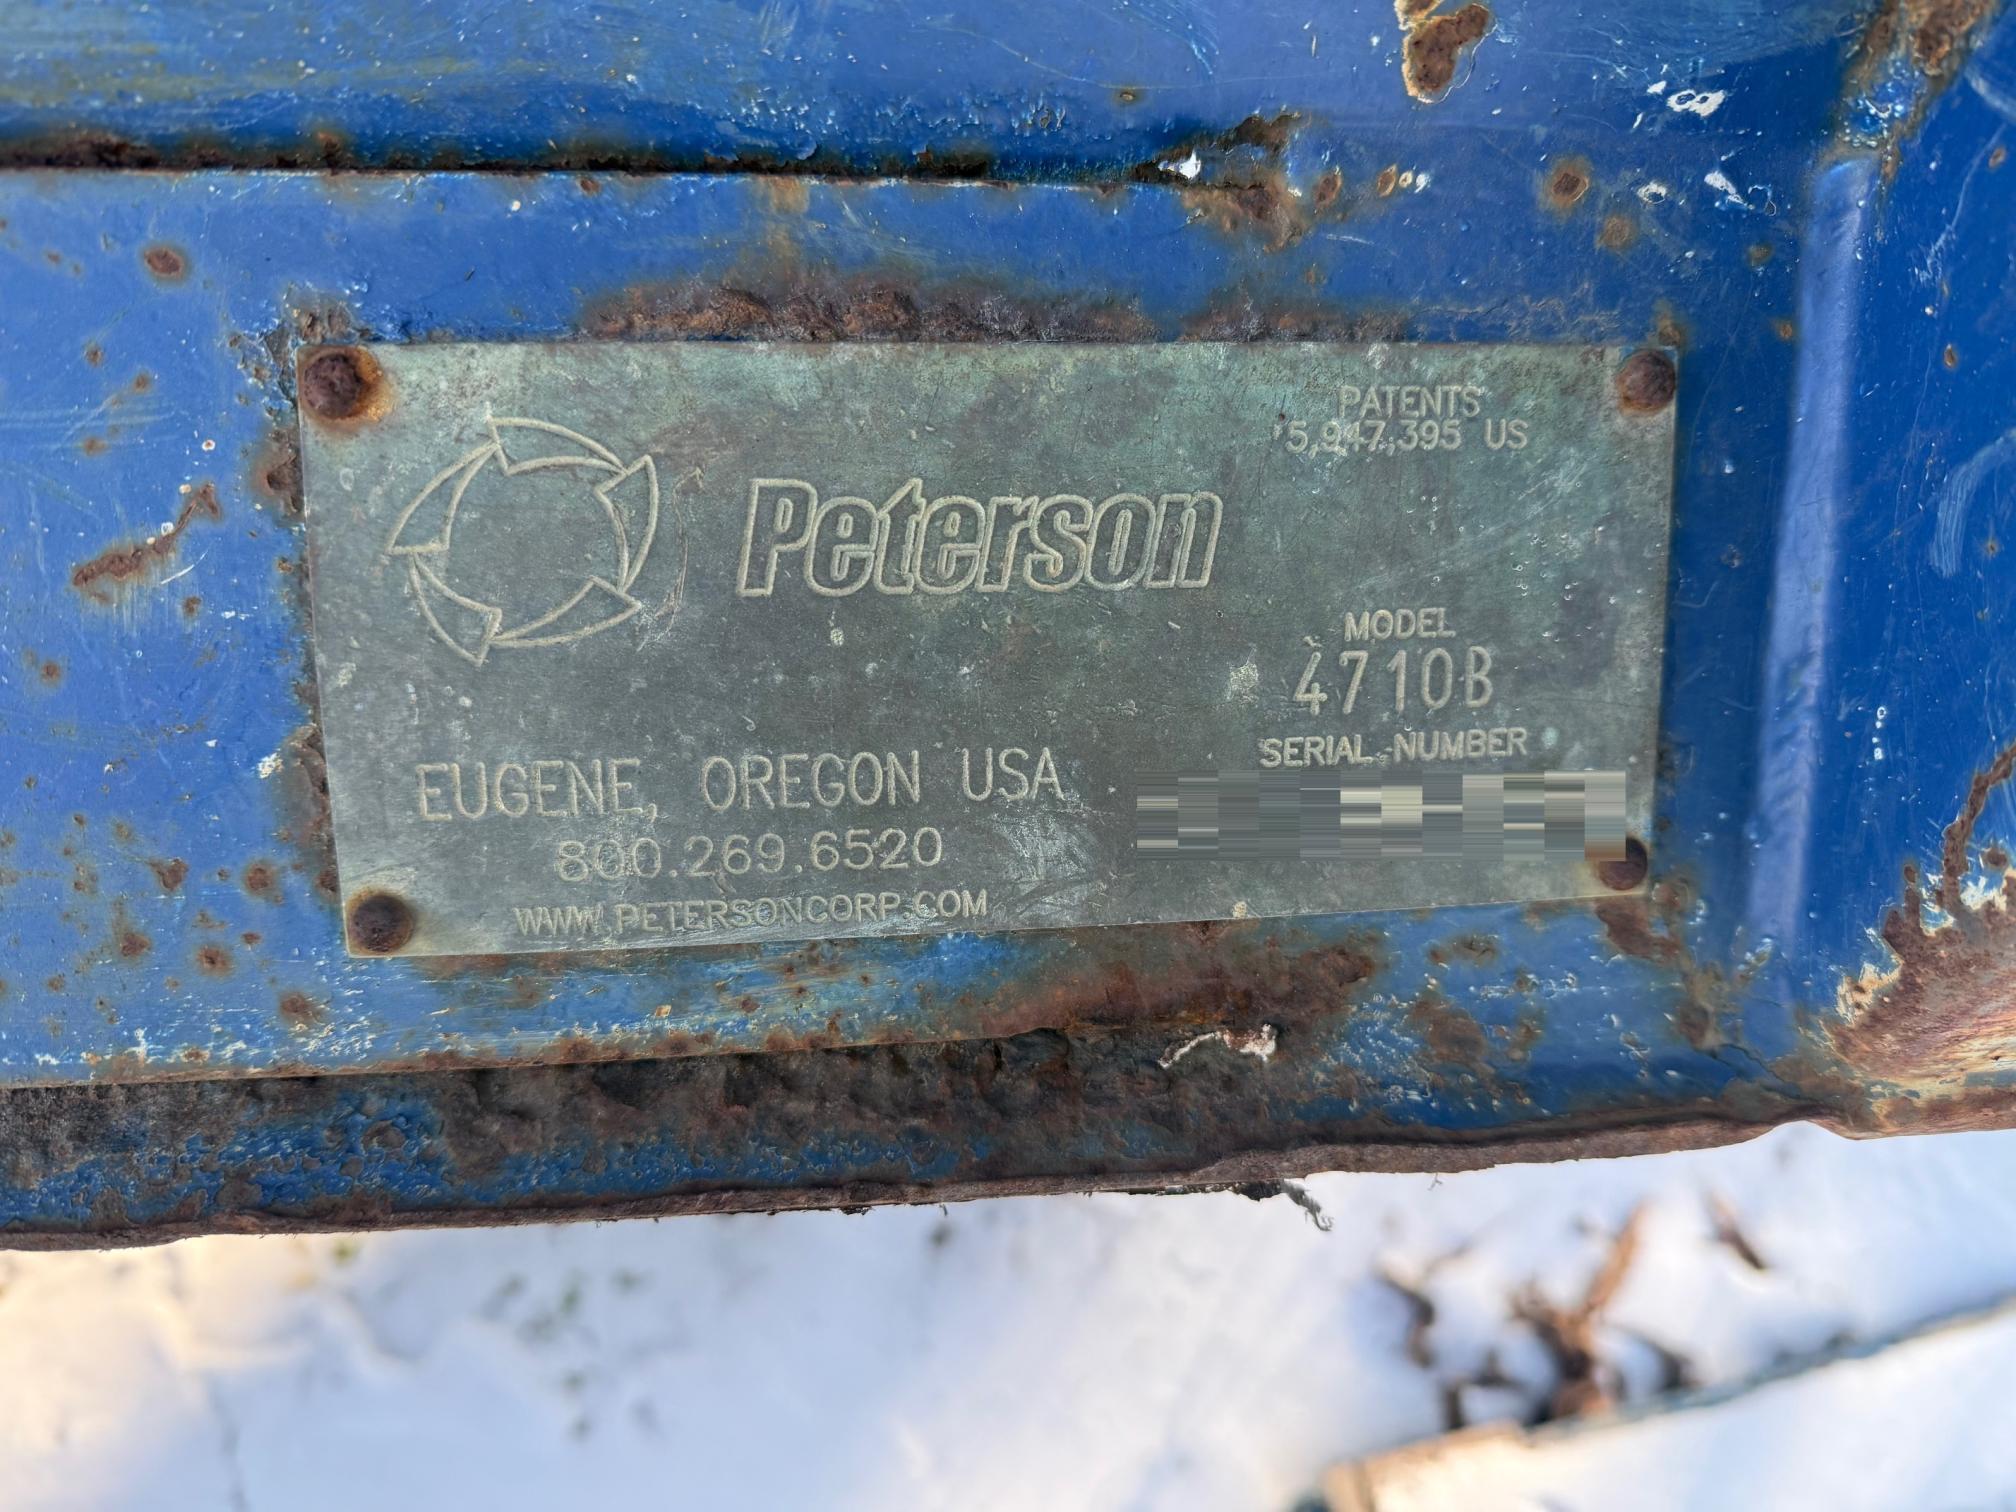 PATENTS
5,947,395 US
Peterson
MODEL
4710B
SERIAL NUMBER
EUGENE, OREGON USA
800.269.6520
WWW.PETERSONCORP.COM